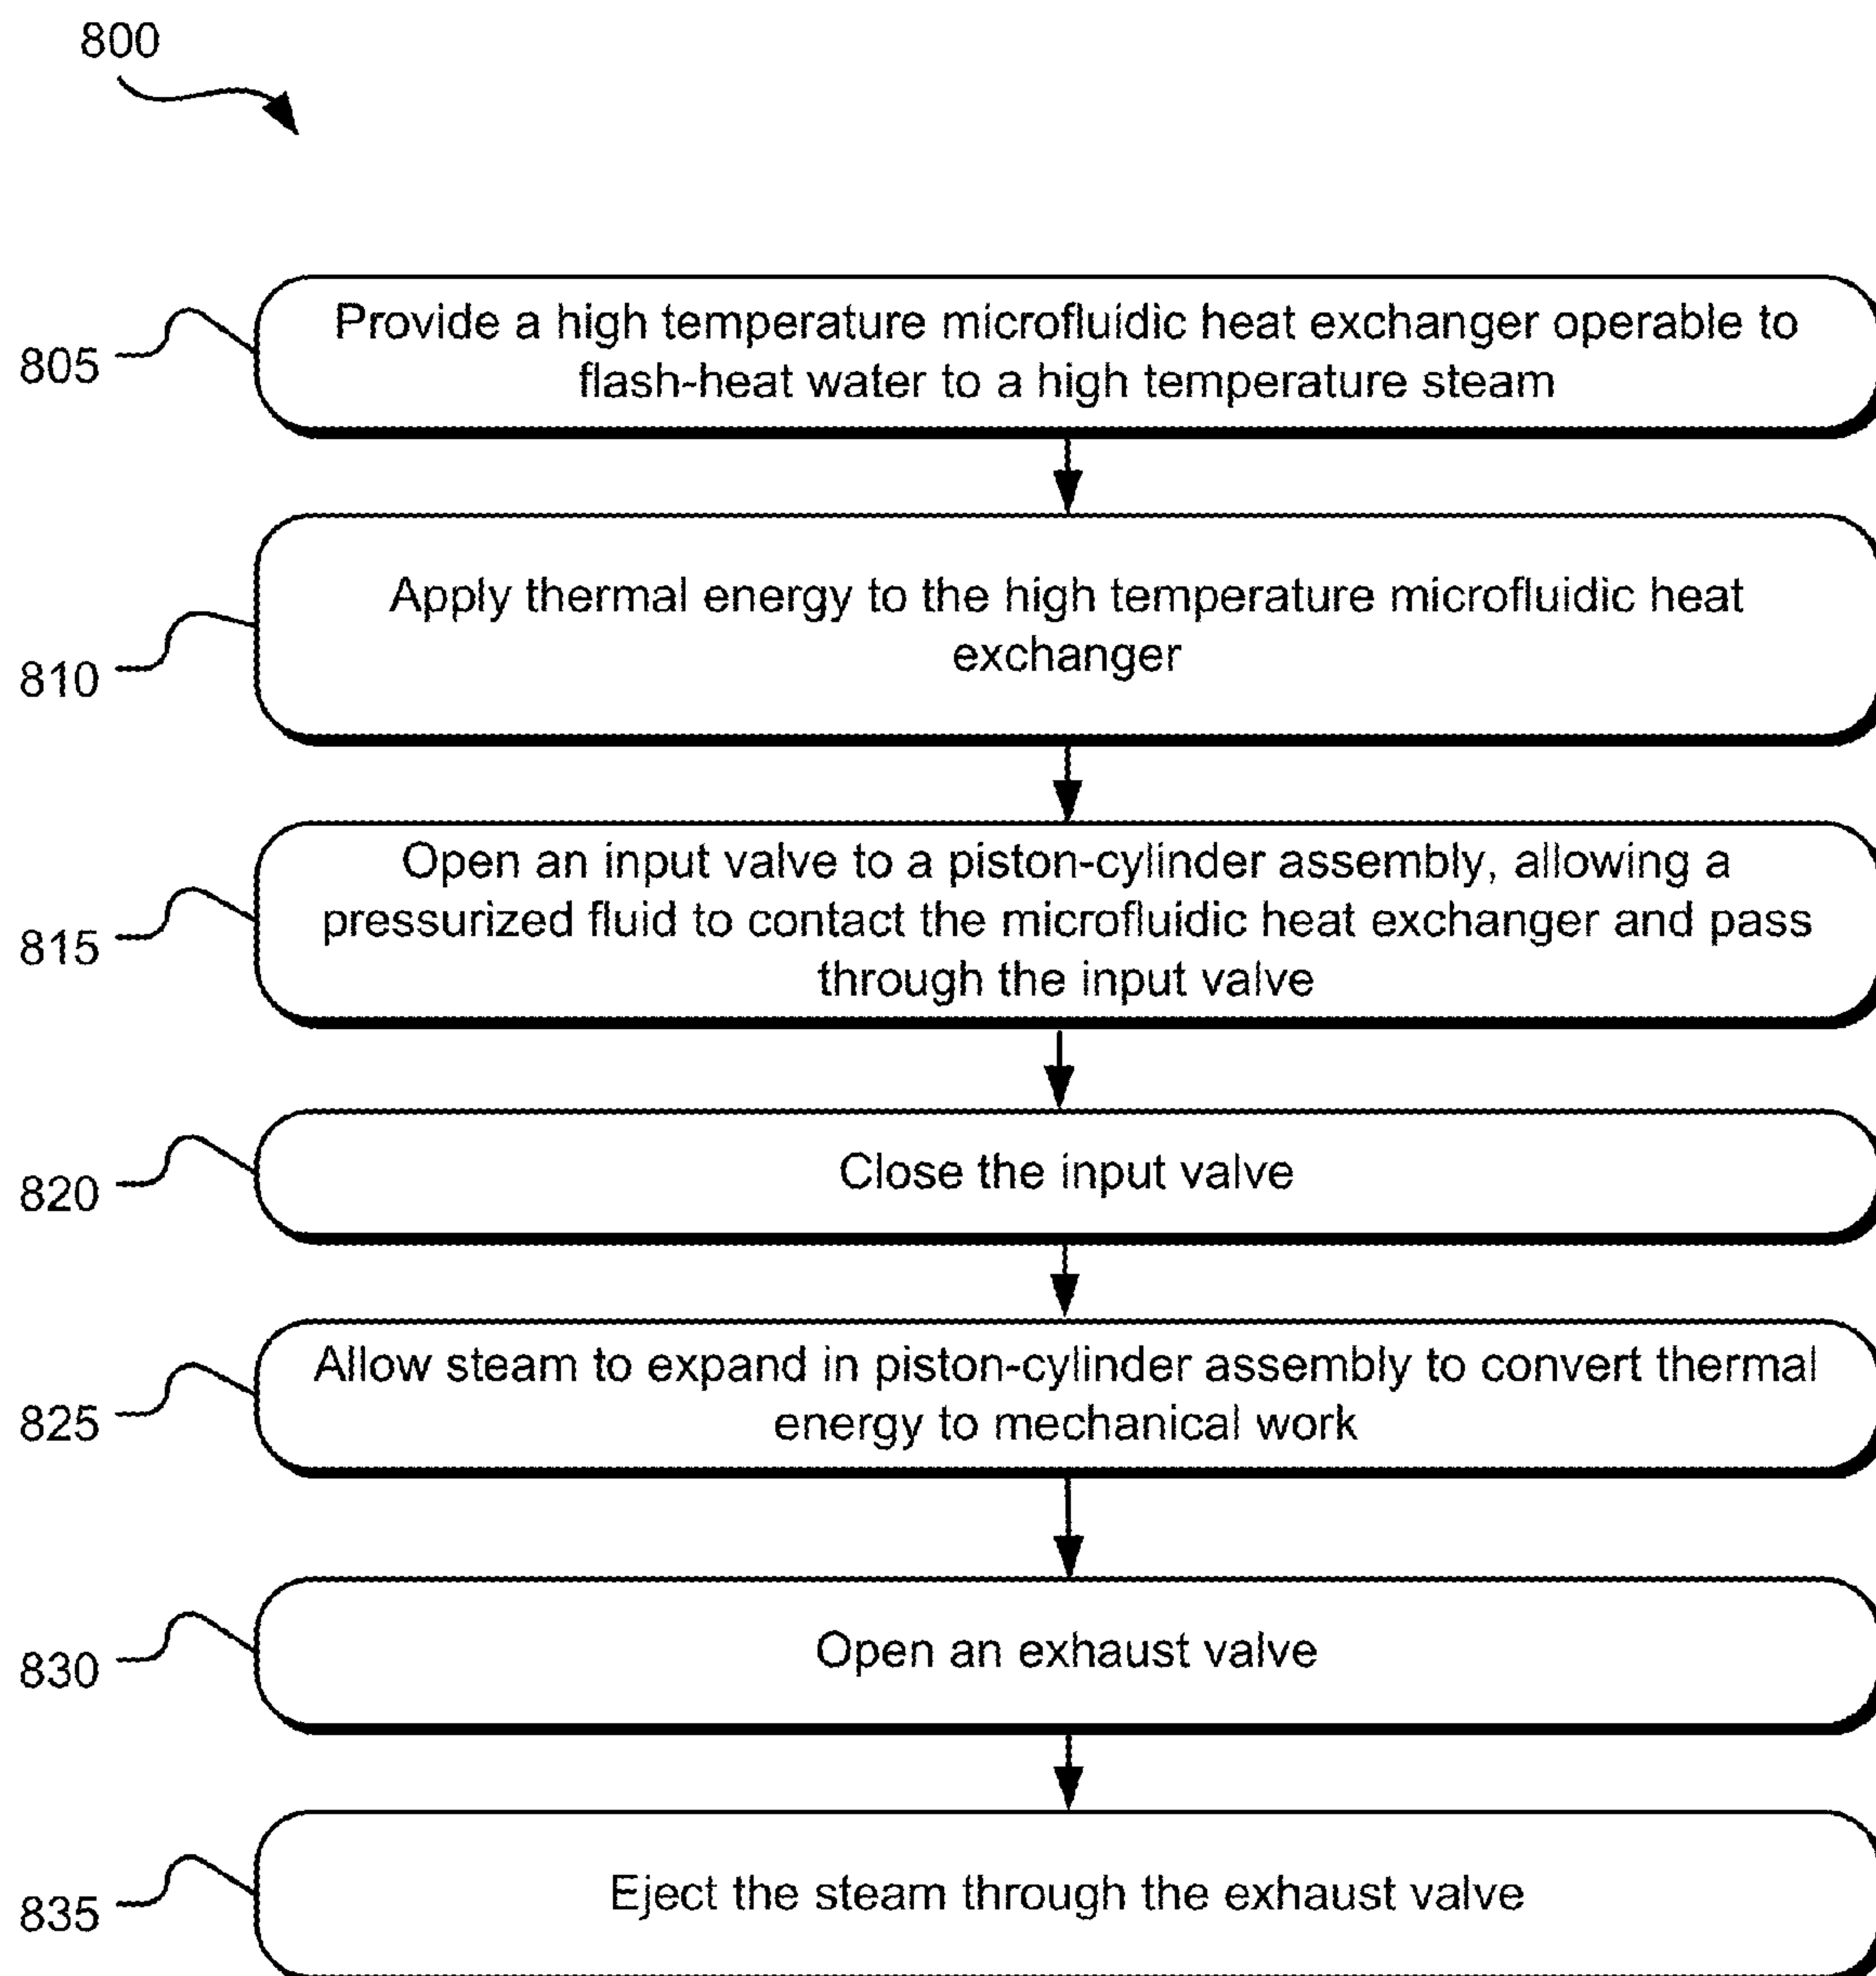 800
805
Provide a high temperature microfluidic heat exchanger operable to
flash-heat water to a high temperature steam
810
Apply thermal energy to the high temperature microfluidic heat
exchanger
815
Open an input valve to a piston-cylinder assembly, allowing a
pressurized fluid to contact the microfluidic heat exchanger and pass
through the input valve
820
Close the input valve
825
Allow steam to expand in piston-cylinder assembly to convert thermal
energy to mechanical work
830
Open an exhaust valve
835
Eject the steam through the exhaust valve